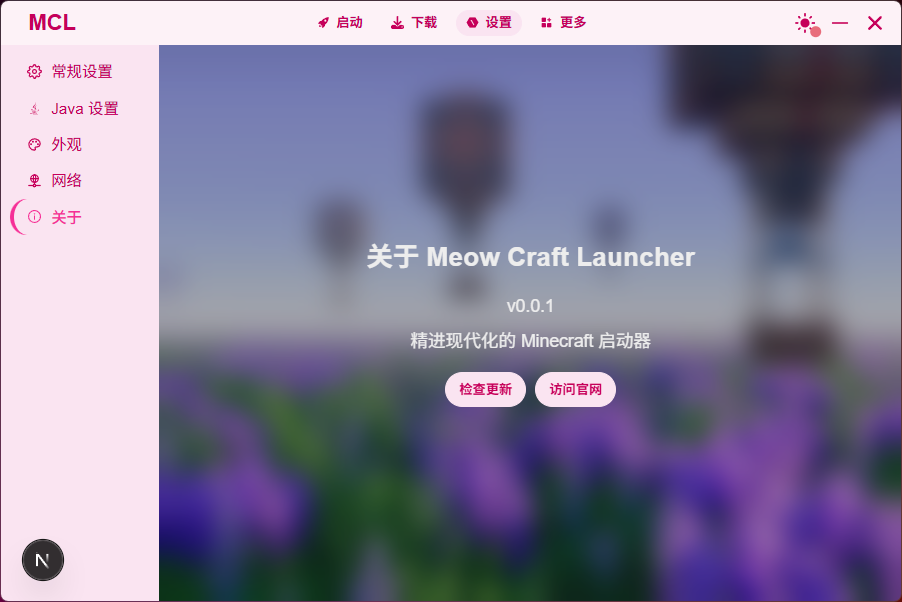 MCL
启动
下载
设置
更多
常规设置
Java 设置
外观
网络
关于
关于 Meow Craft Launcher
v0.0.1
精进现代化的 Minecraft 启动器
检查更新
访问官网
N